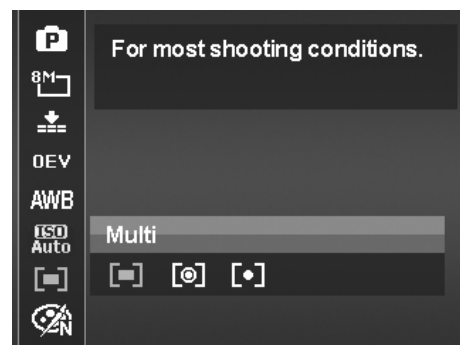 P
For most shooting conditions.
8M
0EV
AWB
ISO
Auto
Multi
N